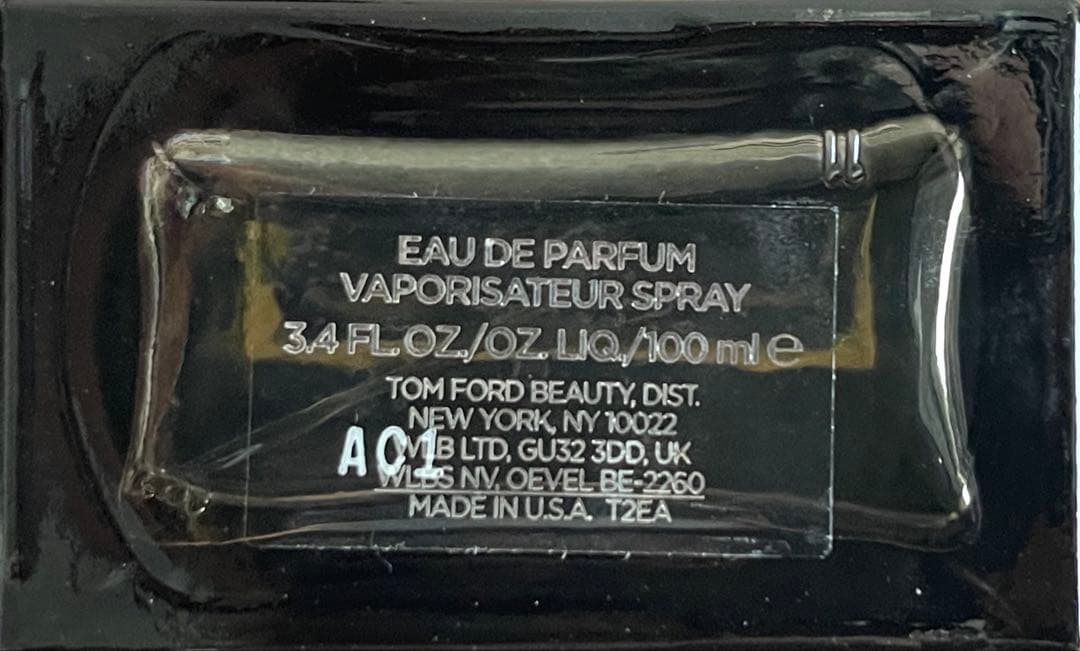 EAU DE PARFUM
VAPORISATEUR SPRAY
3.4 FL. OZ./OZ. LIQ./100 ml e
TOM FORD BEAUTY, DIST.
NEW YORK, NY 10022
LTD, GU32 3DD, UK
A01
WLBS NV, OEVEL BE-2260
MADE IN U.S.A. T2EA